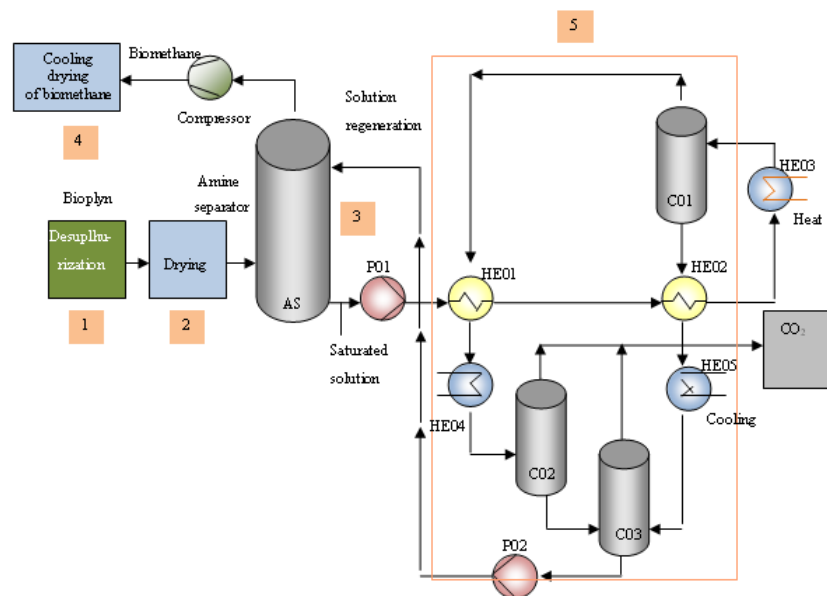 5
Biomethane
Cooling
drying
of biomethane
Compressor
Solution
regeneration
4
HE03
C01
Heat
Bioplyn
Amine
separator
3
Desuplhu-
rization
Drying
P01
HE01
HE02
AS
1
2
Saturated
solution
CO₂
HE05
HE04
Cooling
C02
C03
P02